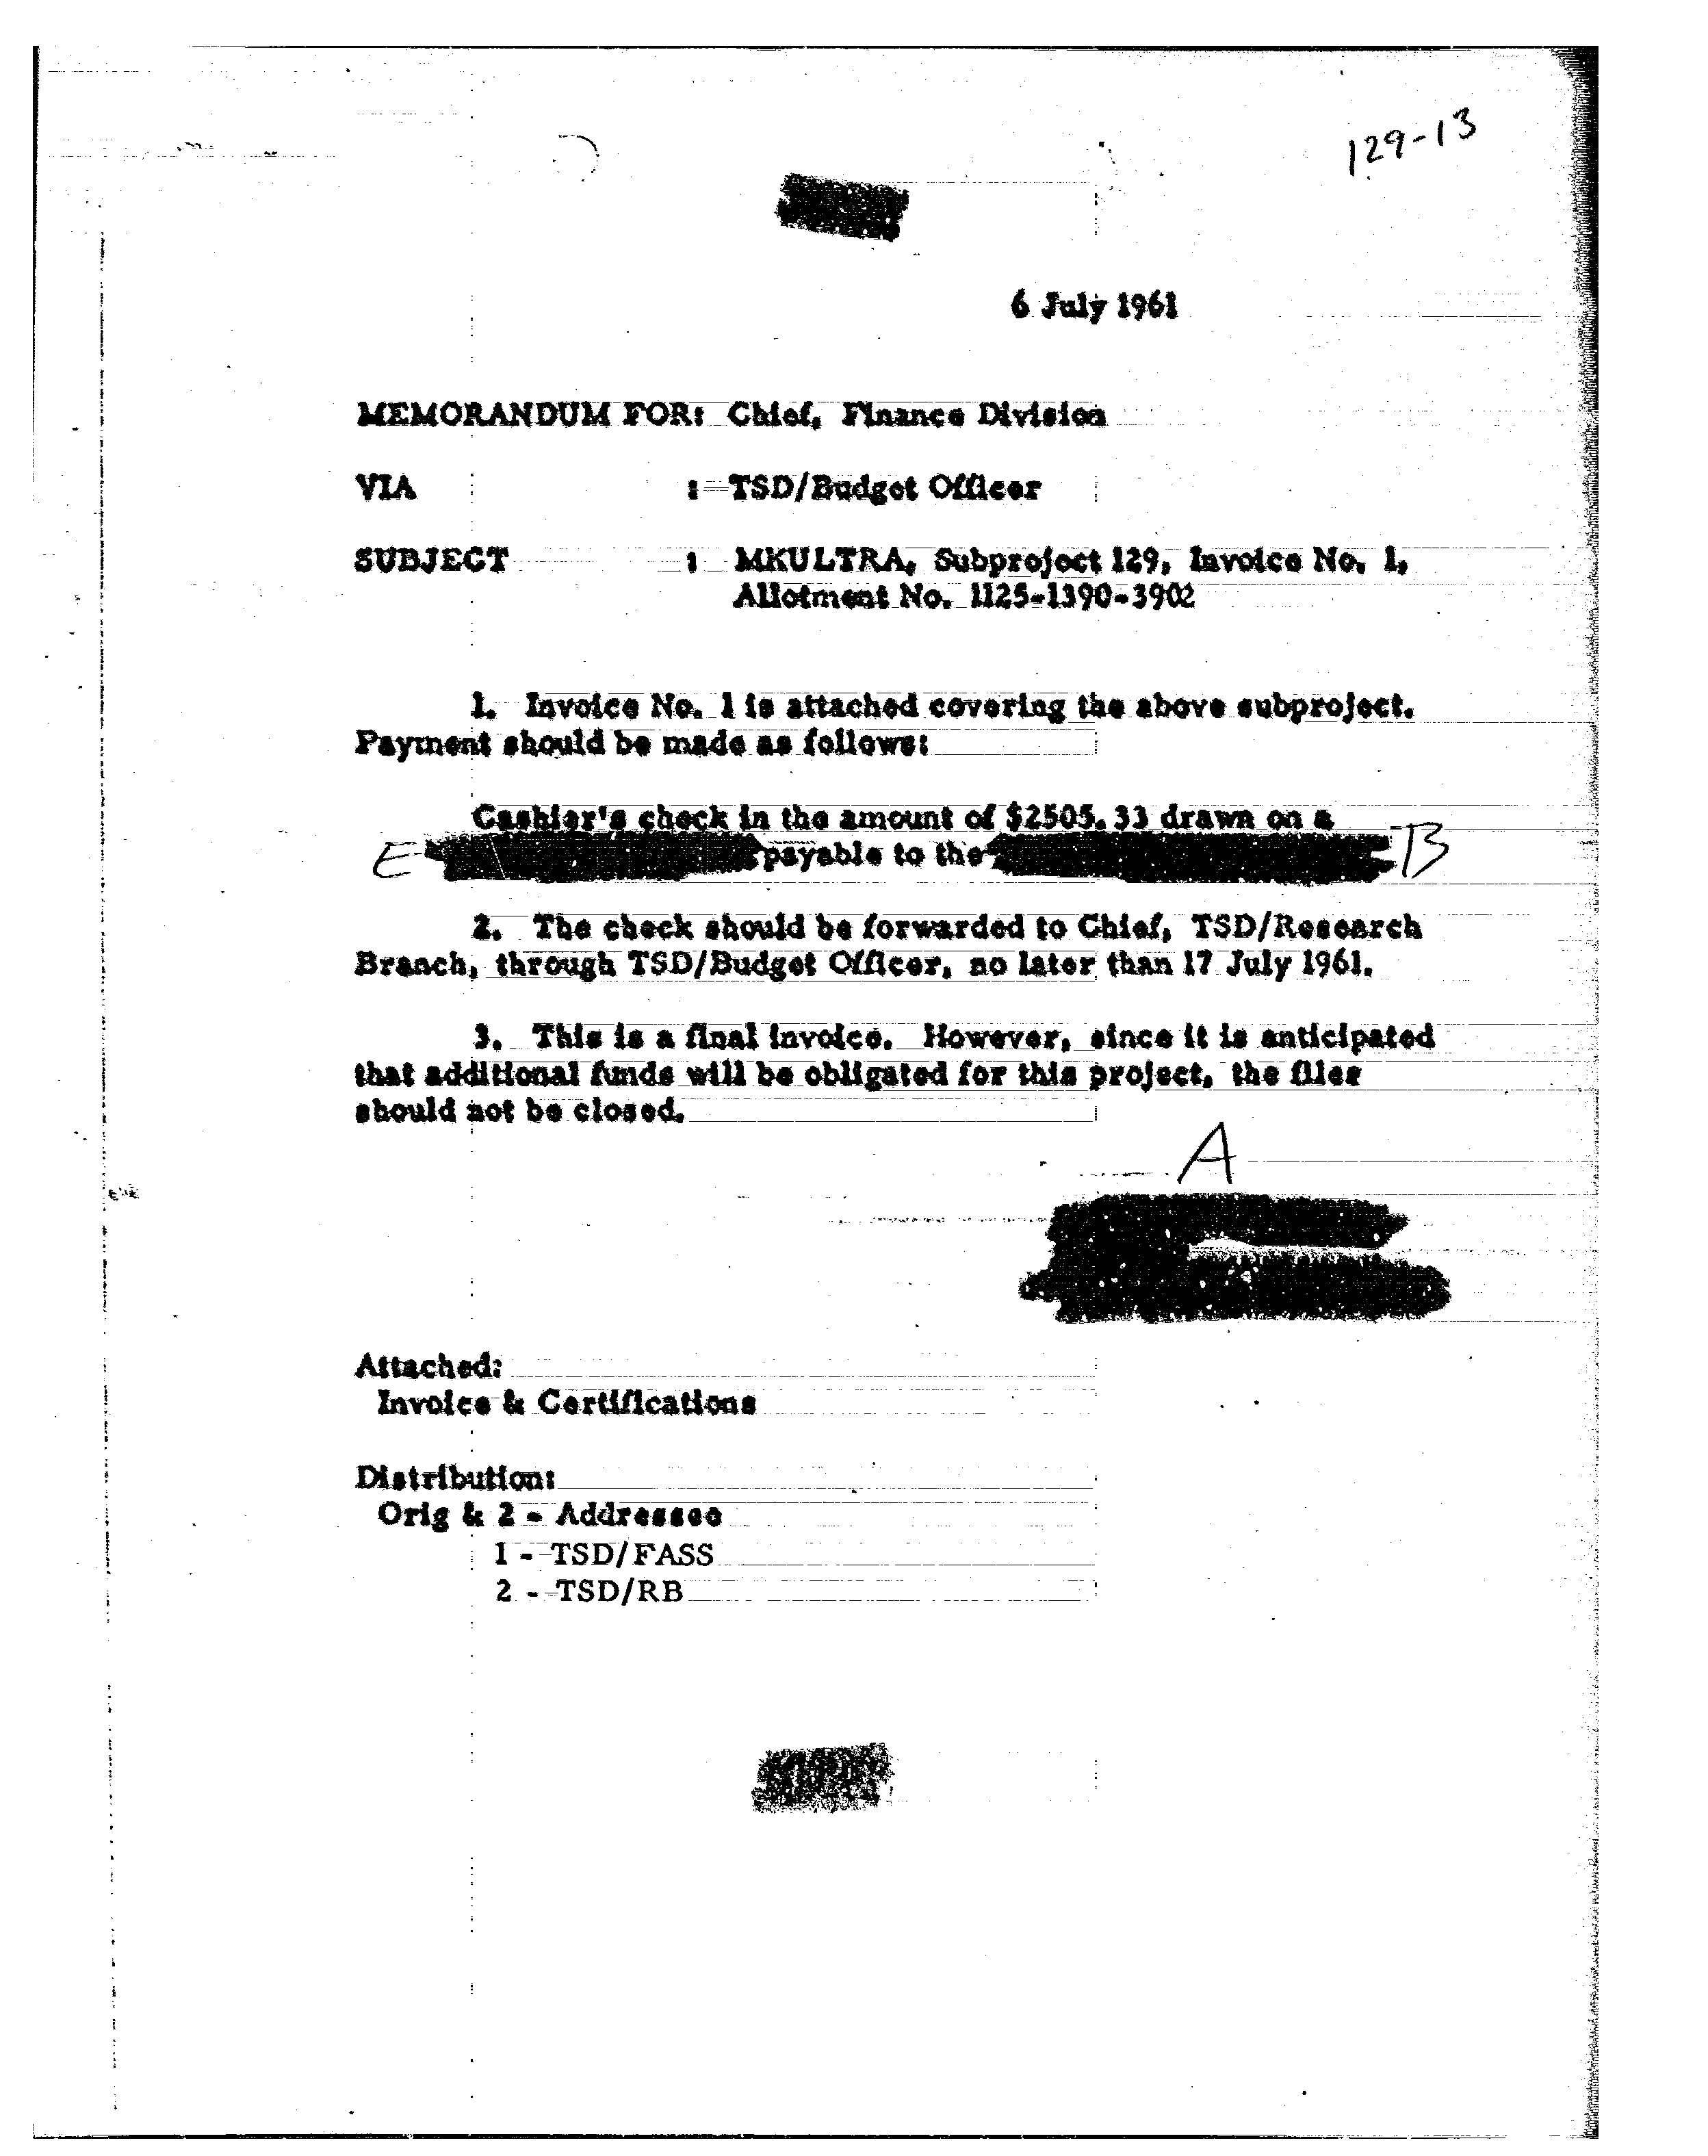 129-13
6 July 1961
MEMORANDUM FOR: Chief, Finance Division
VIA : TSD/Budget Officer
SUBJECT : MKULTRA, Subproject 129, Invoice No. 1,
Allotment No. 1125-1390-3902
1. Invoice No. 1 is attached covering the above subproject.
Payment should be made as follows:
Cashier's check in the amount of $2505.33 drawn on a
E payable to the B
2. The check should be forwarded to Chief, TSD/Research
Branch, through TSD/Budget Officer, no later than 17 July 1961.
3. This is a final invoice. However, since it is anticipated
that additional funds will be obligated for this project, the files
should not be closed.
A
Attached:
Invoice & Certifications
Distribution:
Orig & 2 - Addressee
1 - TSD/FASS
2 - TSD/RB